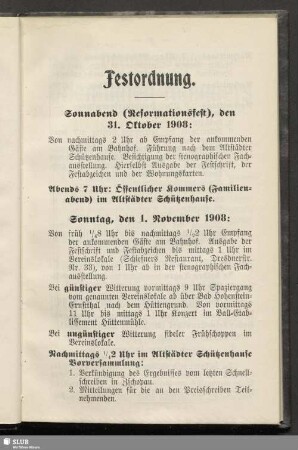 Festordnung.
Sonnabend (Reformationsfest), den
31. Oktober 1908:
Von nachmittags 2 Uhr ab Empfang der ankommenden
Gäste am Bahnhof. Führung nach dem Altstädter
Schützenhause. Besichtigung der stenographischen Fach-
ausstellung. Hierselbst Ausgabe der Festschrift, der
Festabzeichen und der Wohnungskarten.
Abends 7 Uhr: Öffentlicher Kommers (Familien-
abend) im Altstädter Schützenhause.
Sonntag, den 1. November 1908:
Von früh 1/28 Uhr bis nachmittags 1/22 Uhr Empfang
der ankommenden Gäste am Bahnhof. Ausgabe der
Festschrift und Festabzeichen bis mittags 1 Uhr im
Vereinslokale (Schießners Restaurant, Dresdnerstr.
Nr. 33), von 1 Uhr ab in der stenographischen Fach-
ausstellung.
Bei günstiger Witterung vormittags 9 Uhr Spaziergang
vom genannten Vereinslokale ab über Bad Hohenstein-
Ernstthal nach dem Hüttengrund. Von vormittags
11 Uhr bis mittags 1 Uhr Konzert im Ball-Etab-
lissement Hüttenmühle.
Bei ungünstiger Witterung fideler Frühschoppen im
Vereinslokale.
Nachmittags 1/22 Uhr im Altstädter Schützenhause
Vorversammlung:
1. Verkündigung des Ergebnisses vom letzten Schnell-
schreiben in Zschopau.
2. Mitteilungen für die an den Preisschreiben Teil-
nehmenden.
SLUB